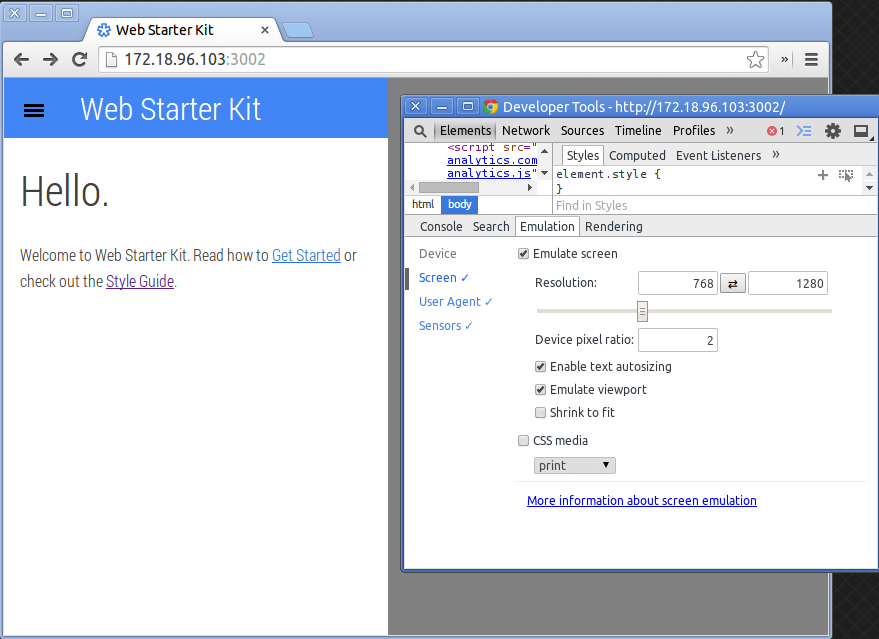 Web Starter Kit
172.18.96.103:3002
Web Starter Kit
Hello.
Welcome to Web Starter Kit. Read how to Get Started or
check out the Style Guide.
Developer Tools - http://172.18.96.103:3002/
Elements Network Sources Timeline Profiles » 1
<script src="
analytics.com
analytics.js"
html body
Styles Computed Event Listeners »
element.style {
}
Find in Styles
Console Search Emulation Rendering
Device
Screen ✓
User Agent ✓
Sensors ✓
Emulate screen
Resolution: 768 1280
Device pixel ratio: 2
Enable text autosizing
Emulate viewport
Shrink to fit
CSS media
print
More information about screen emulation